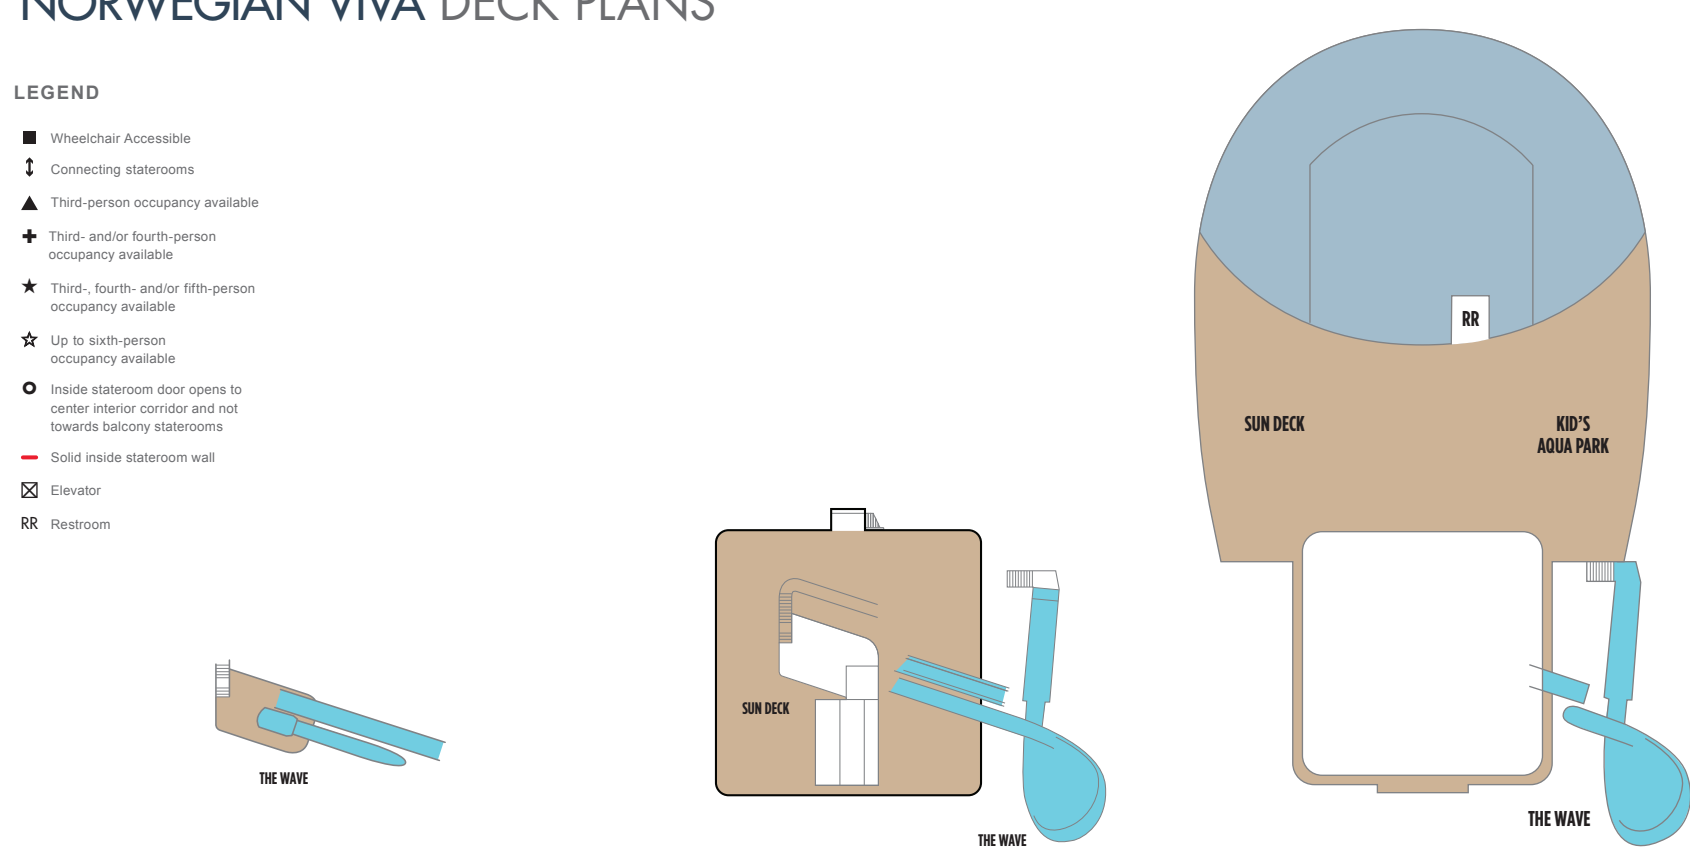 NORWEGIAN VIVA DECK PLANS
LEGEND
Wheelchair Accessible
Connecting staterooms
Third-person occupancy available
Third- and/or fourth-person
occupancy available
Third-, fourth- and/or fifth-person
occupancy available
Up to sixth-person
occupancy available
Inside stateroom door opens to
center interior corridor and not
towards balcony staterooms
Solid inside stateroom wall
Elevator
RR Restroom
THE WAVE
SUN DECK
THE WAVE
RR
SUN DECK
KID'S
AQUA PARK
THE WAVE